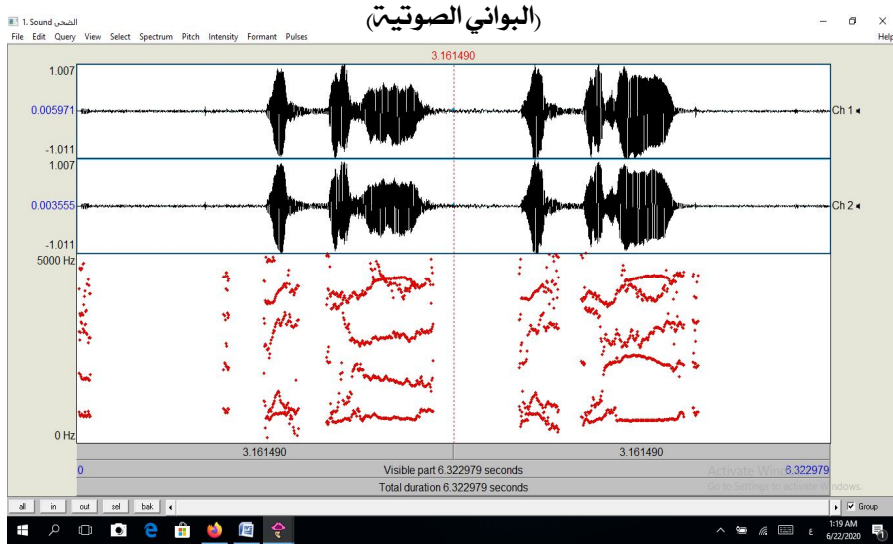 (البواني الصوتية)
1. Sound الضحى
File Edit Query View Select Spectrum Pitch Intensity Formant Pulses
Help
3.161490
1.007
0.005971
Ch 1
-1.011
1.007
0.003555
Ch 2
-1.011
5000 Hz
0 Hz
3.161490 3.161490
0 Visible part 6.322979 seconds 6.322979
Total duration 6.322979 seconds
Activate Windows
Go to Settings to activate Windows.
all in out sel bak Group
1:19 AM
6/22/2020